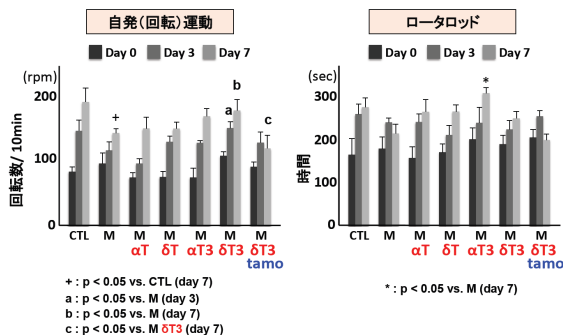 自発(回転)運動
Day 0 Day 3 Day 7
(rpm)
200
100
0
回転数/ 10min
+
a
b
c
CTL M M M M M M
αT δT αT3 δT3 δT3
tamo
+ : p < 0.05 vs. CTL (day 7)
a : p < 0.05 vs. M (day 3)
b : p < 0.05 vs. M (day 7)
c : p < 0.05 vs. M δT3 (day 7)
ロータロッド
Day 0 Day 3 Day 7
(sec)
300
200
100
0
時間
*
CTL M M M M M M
αT δT αT3 δT3 δT3
tamo
* : p < 0.05 vs. M (day 7)